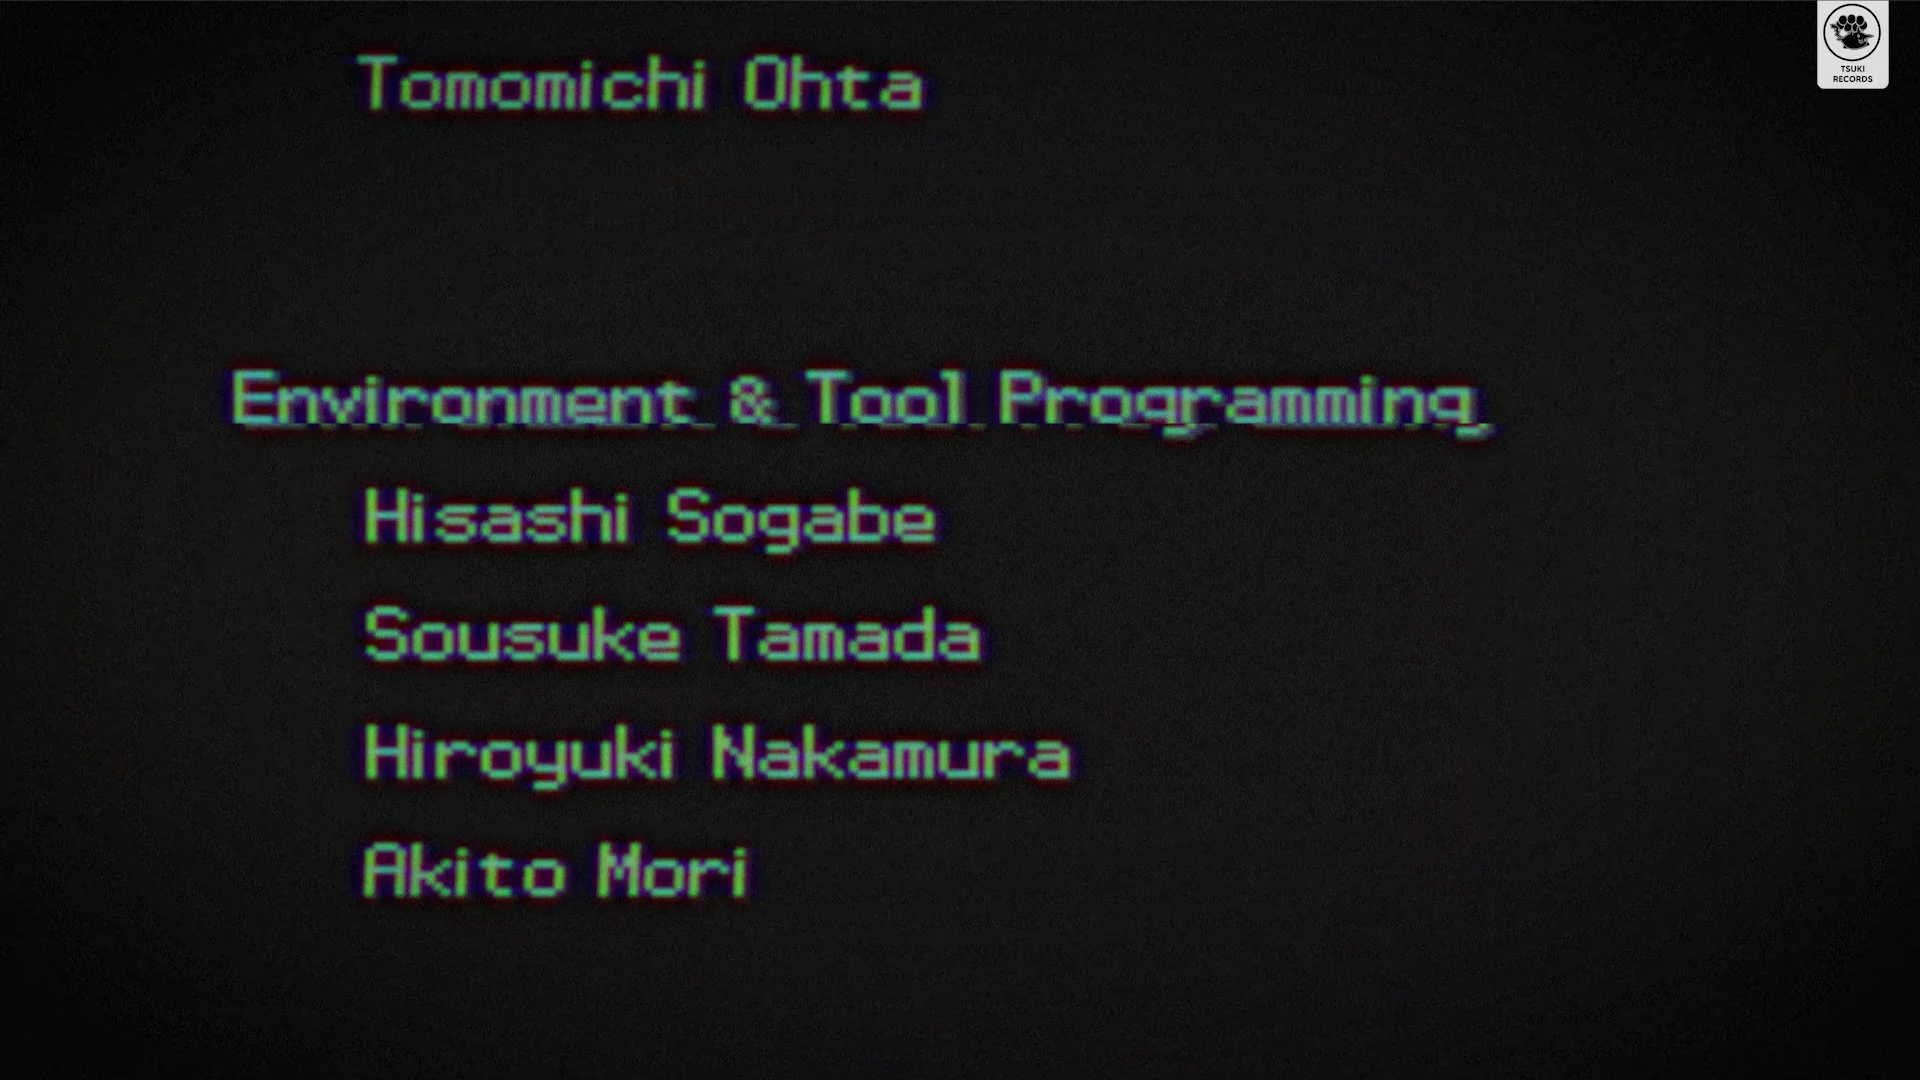 Tomomichi Ohta
TSUKI
RECORDS
Environment & Tool Programming
Hisashi Sogabe
Sousuke Tamada
Hiroyuki Nakamura
Akito Mori